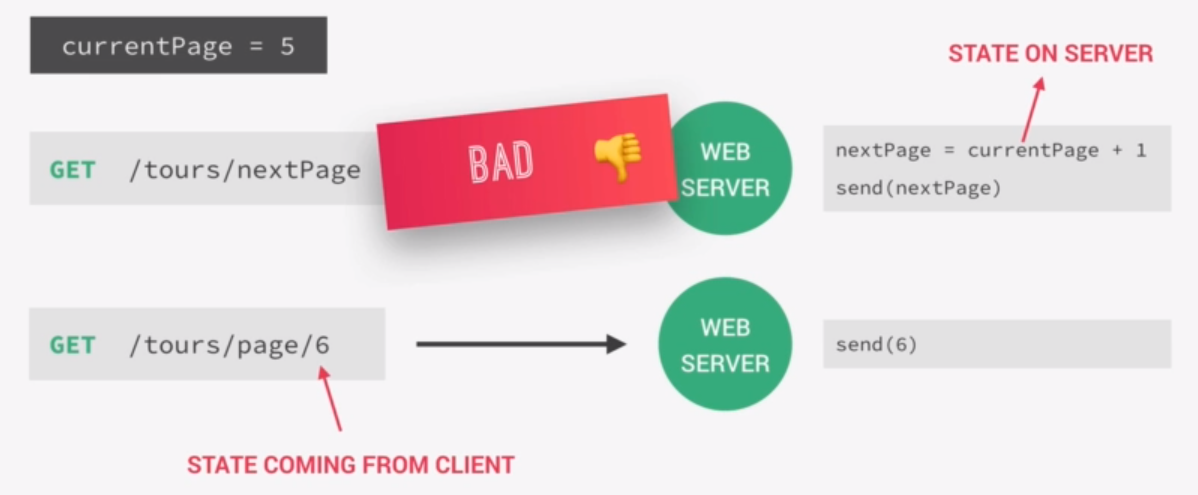 currentPage = 5
STATE ON SERVER
GET /tours/nextPage
BAD
WEB
SERVER
nextPage = currentPage + 1
send(nextPage)
GET /tours/page/6
WEB
SERVER
send(6)
STATE COMING FROM CLIENT